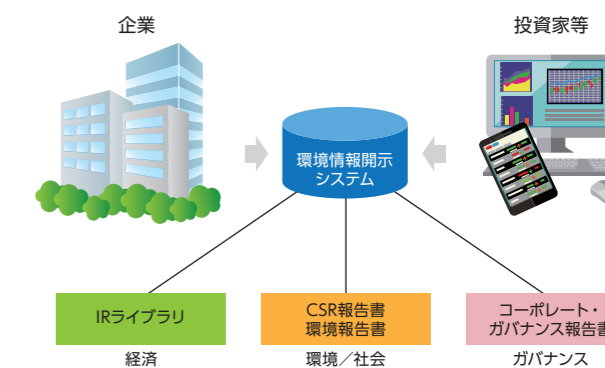 企業
投資家等
環境情報開示
システム
IRライブラリ
CSR報告書
環境報告書
コーポレート・
ガバナンス報告書
経済
環境／社会
ガバナンス